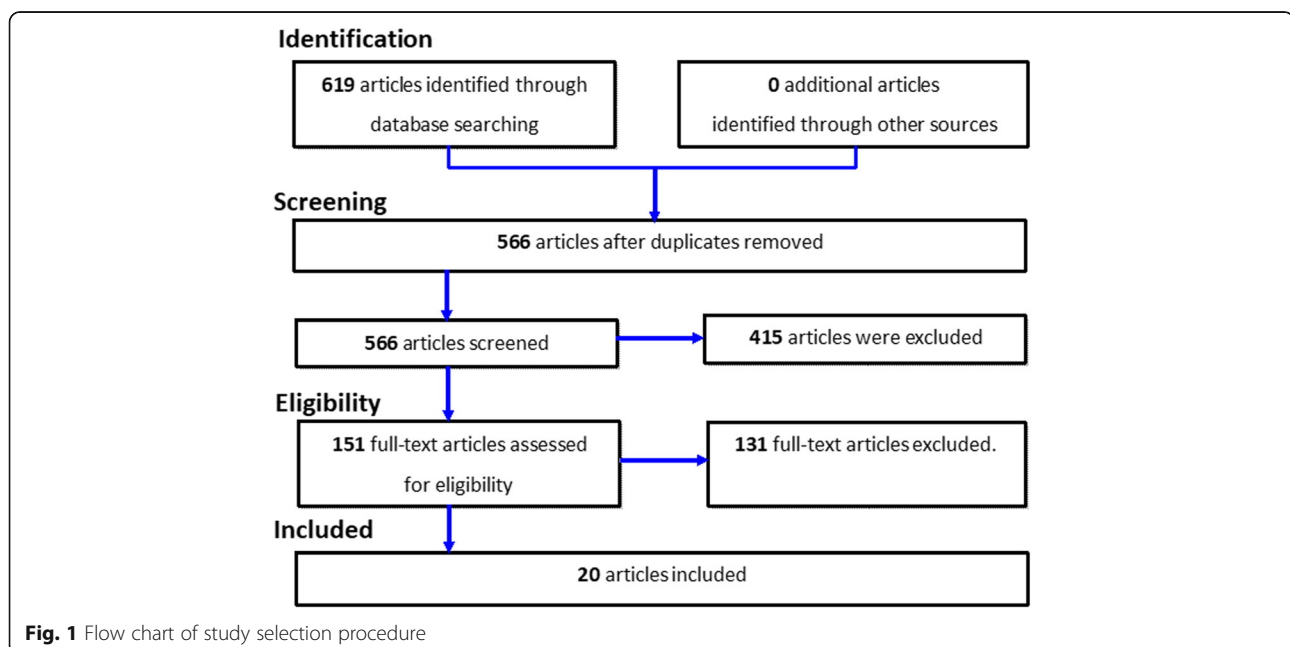 Identification
619 articles identified through
database searching
0 additional articles
identified through other sources
Screening
566 articles after duplicates removed
566 articles screened
415 articles were excluded
Eligibility
151 full-text articles assessed
for eligibility
131 full-text articles excluded.
Included
20 articles included
Fig. 1 Flow chart of study selection procedure